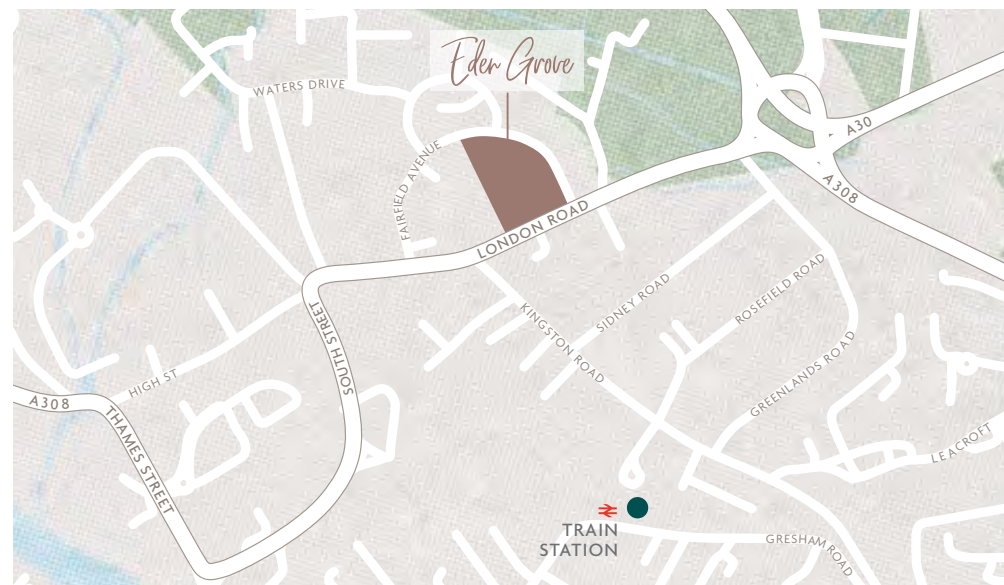 Eden Grove
WATERS DRIVE
A30
FAIRFIELD AVENUE
A308
LONDON ROAD
SIDNEY ROAD
ROSEFIELD ROAD
KINGSTON ROAD
SOUTH STREET
HIGH ST
GREENLANDS ROAD
A308
THAMES STREET
LEACROFT
TRAIN
STATION
GRESHAM ROAD